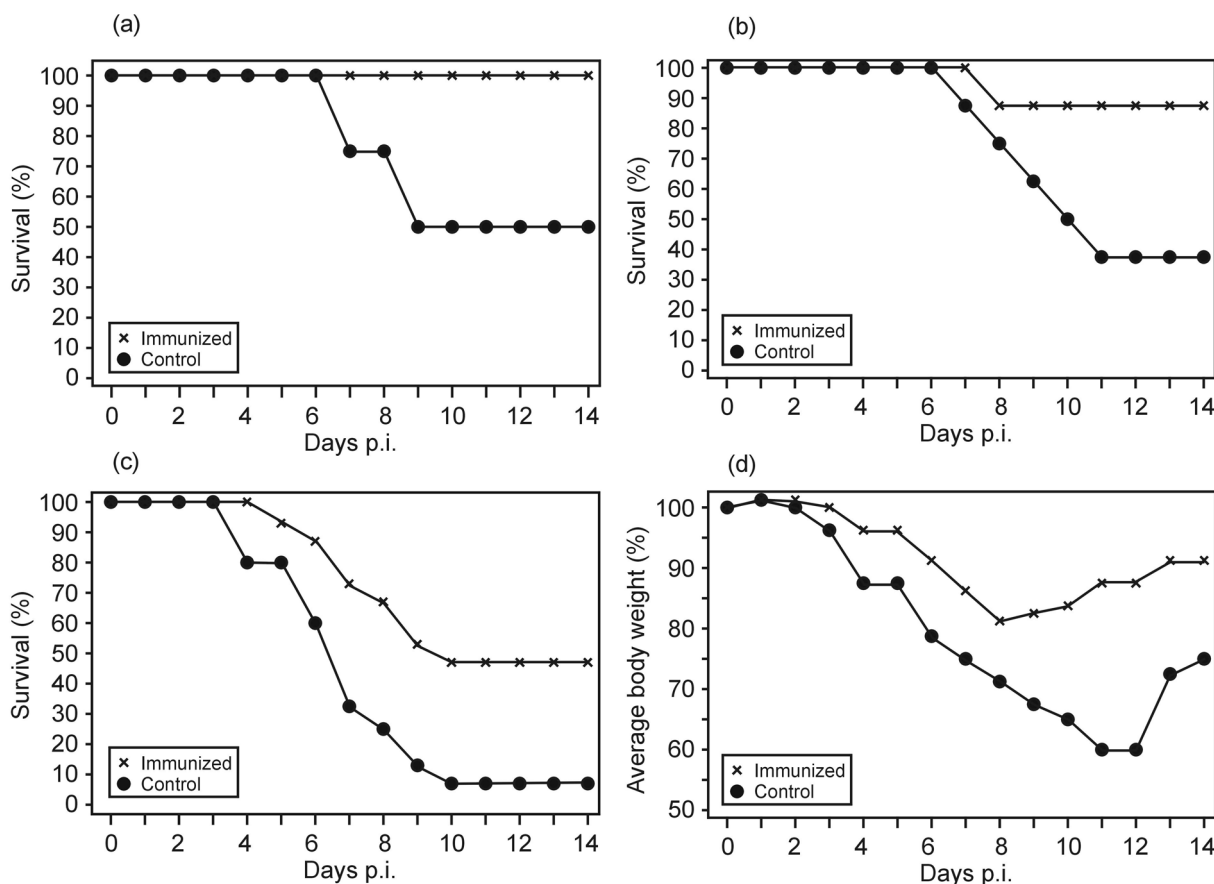 (a)
100
90
80
70
60
50
40
30
20
10
0
Survival (%)
× Immunized
● Control
0 2 4 6 8 10 12 14
Days p.i.
(b)
100
90
80
70
60
50
40
30
20
10
0
Survival (%)
× Immunized
● Control
0 2 4 6 8 10 12 14
Days p.i.
(c)
100
90
80
70
60
50
40
30
20
10
0
Survival (%)
× Immunized
● Control
0 2 4 6 8 10 12 14
Days p.i.
(d)
100
90
80
70
60
50
Average body weight (%)
× Immunized
● Control
0 2 4 6 8 10 12 14
Days p.i.